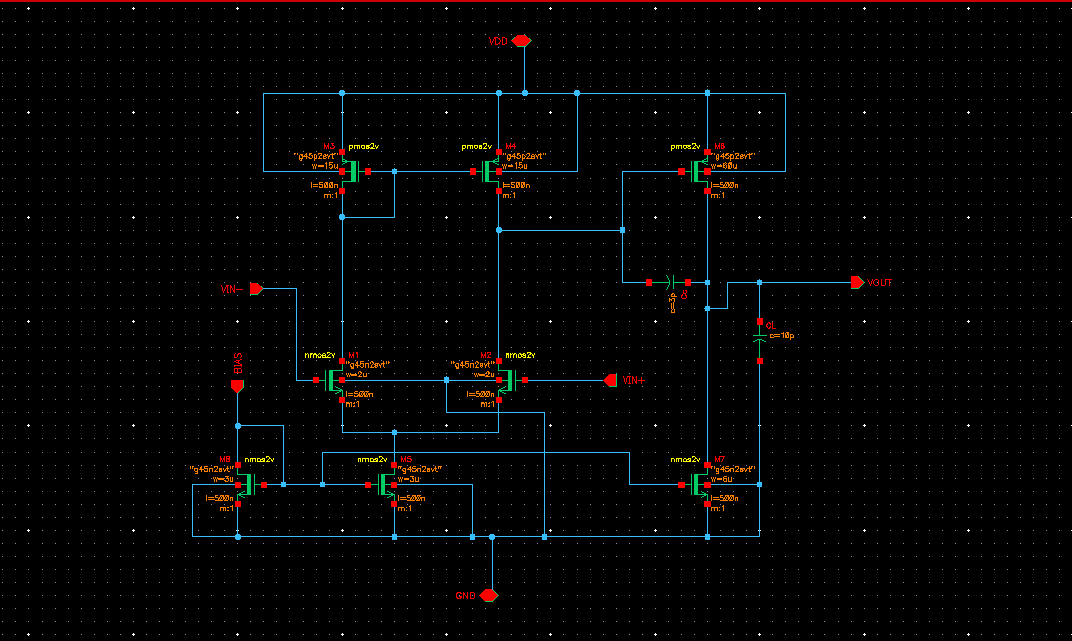 VDD
M3
pmos2v
"g45p2svt"
w=15u
l=500n
m:1
pmos2v
M4
"g45p2svt"
w=15u
l=500n
m:1
pmos2v
"g45p2svt"
w=60u
l=500n
m:1
VIN-
c=3p
VOUT
CL
c=10p
nmos2v
M1
"g45n2svt"
w=2u
l=500n
m:1
M2
nmos2v
"g45n2svt"
w=2u
l=500n
m:1
VIN+
M8
nmos2v
"g45n2svt"
w=3u
l=500n
m:1
nmos2v
M5
"g45n2svt"
w=3u
l=500n
m:1
nmos2v
M7
"g45n2svt"
w=6u
l=500n
m:1
GND